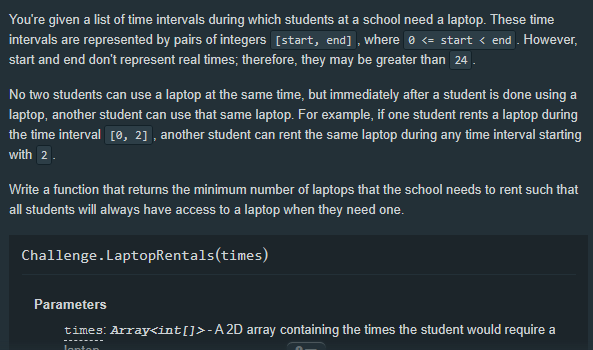 You're given a list of time intervals during which students at a school need a laptop. These time
intervals are represented by pairs of integers [start, end] , where 0 <= start < end . However,
start and end don't represent real times; therefore, they may be greater than 24 .
No two students can use a laptop at the same time, but immediately after a student is done using a
laptop, another student can use that same laptop. For example, if one student rents a laptop during
the time interval [0, 2] , another student can rent the same laptop during any time interval starting
with 2 .
Write a function that returns the minimum number of laptops that the school needs to rent such that
all students will always have access to a laptop when they need one.
Challenge.LaptopRentals(times)
Parameters
times: Array<int[]> - A 2D array containing the times the student would require a
laptop